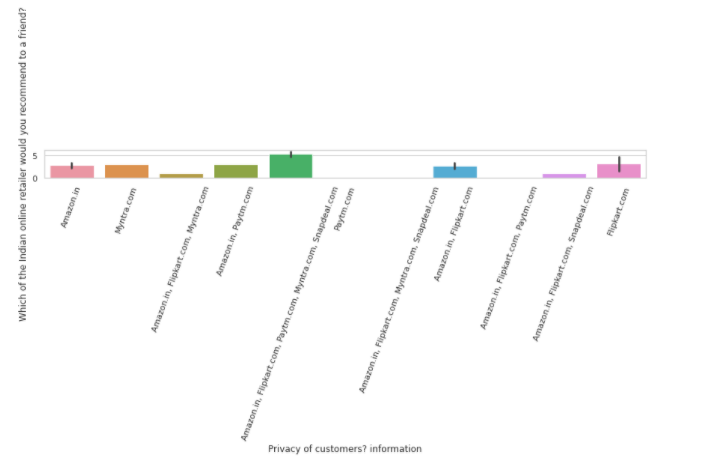 Which of the Indian online retailer would you recommend to a friend?
5
0
Amazon.in
Myntra.com
Amazon.in, Flipkart.com, Myntra.com
Amazon.in, Paytm.com
Amazon.in, Flipkart.com, Paytm.com, Myntra.com, Snapdeal.com
Paytm.com
Amazon.in, Flipkart.com, Myntra.com, Snapdeal.com
Amazon.in, Flipkart.com
Amazon.in, Flipkart.com, Paytm.com
Amazon.in, Flipkart.com, Snapdeal.com
Flipkart.com
Privacy of customers? information